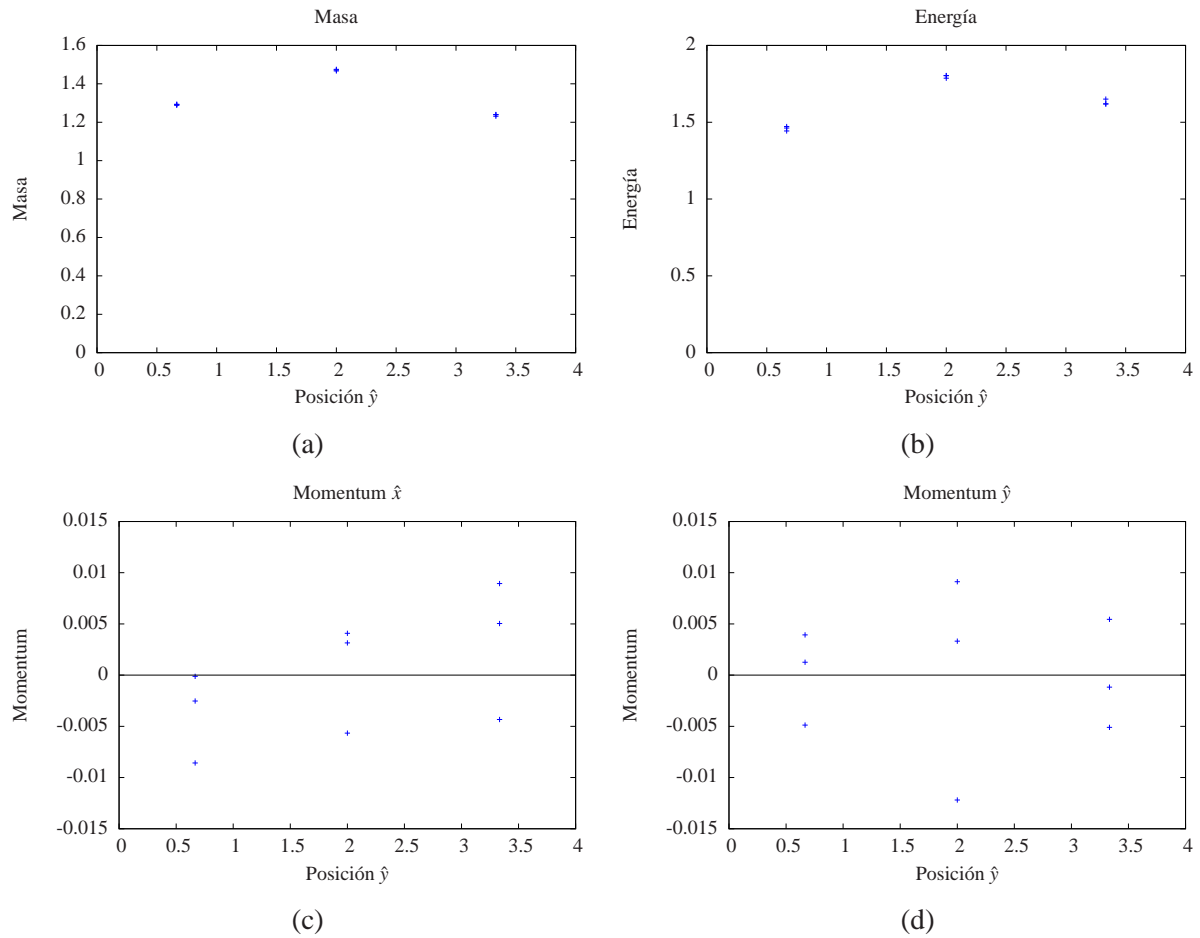 Masa
1.6
1.4
1.2
1
0.8
0.6
0.4
0.2
0
Masa
0 0.5 1 1.5 2 2.5 3 3.5 4
Posición ŷ
(a)
Energía
2
1.5
1
0.5
0
Energía
0 0.5 1 1.5 2 2.5 3 3.5 4
Posición ŷ
(b)
Momentum x̂
0.015
0.01
0.005
0
-0.005
-0.01
-0.015
Momentum
0 0.5 1 1.5 2 2.5 3 3.5 4
Posición ŷ
(c)
Momentum ŷ
0.015
0.01
0.005
0
-0.005
-0.01
-0.015
Momentum
0 0.5 1 1.5 2 2.5 3 3.5 4
Posición ŷ
(d)